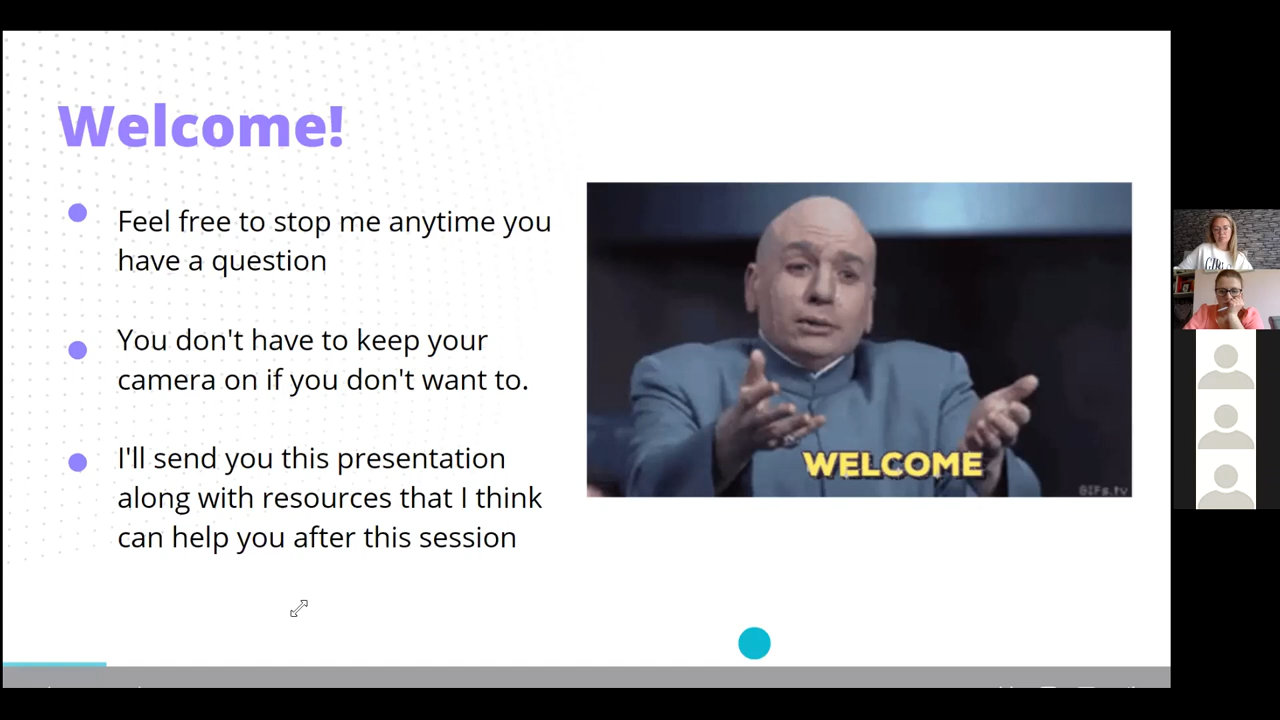 Welcome!
Feel free to stop me anytime you
have a question
You don't have to keep your
camera on if you don't want to.
I'll send you this presentation
along with resources that I think
can help you after this session
WELCOME
GIFs.tv